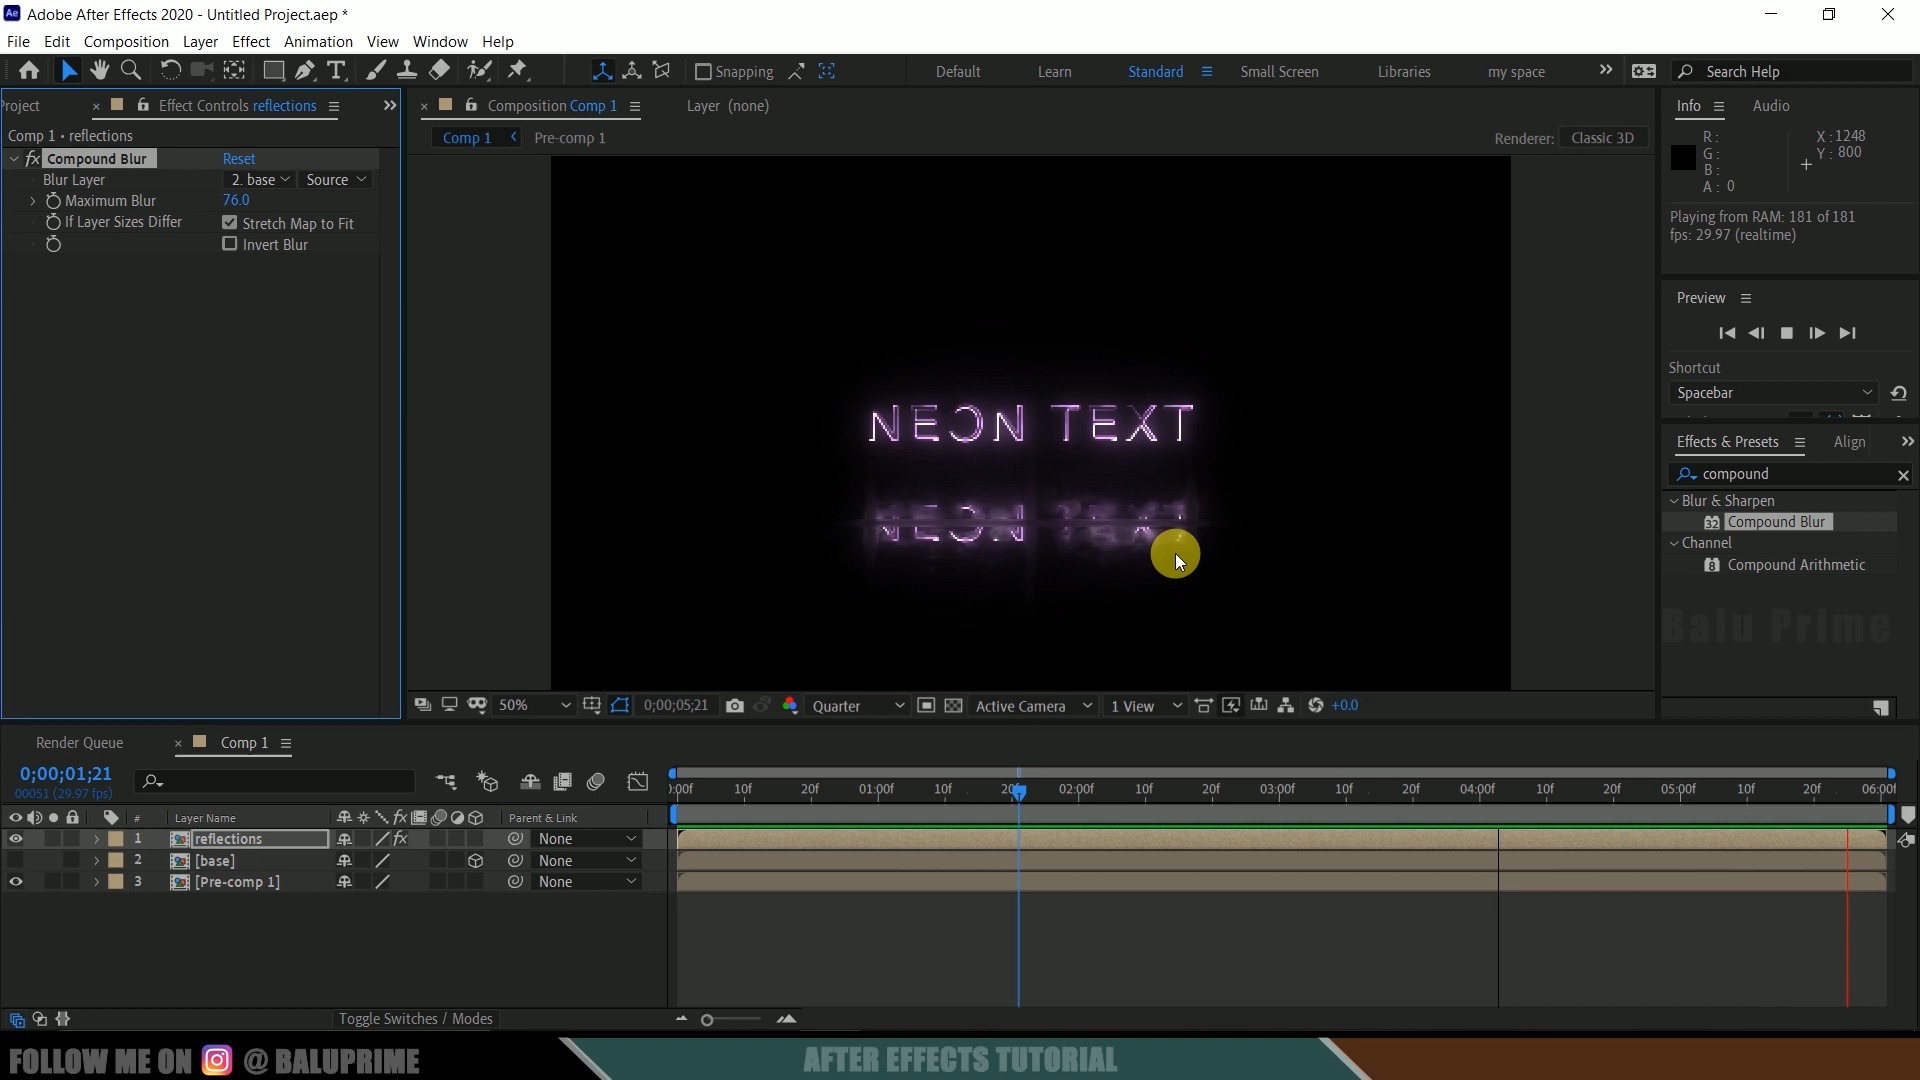 Ae Adobe After Effects 2020 - Untitled Project.aep *
File Edit Composition Layer Effect Animation View Window Help
Snapping Default Learn Standard Small Screen Libraries my space Search Help
roject × Effect Controls reflections
× Composition Comp 1 Layer (none)
Info Audio
Comp 1 • reflections
Comp 1 Pre-comp 1
Renderer: Classic 3D
R:
G:
B:
A: 0
X: 1248
Y: 800
fx Compound Blur Reset
Blur Layer 2. base Source
Maximum Blur 76.0
If Layer Sizes Differ Stretch Map to Fit
Invert Blur
Playing from RAM: 181 of 181
fps: 29.97 (realtime)
Preview
Shortcut
Spacebar
Effects & Presets Align
compound
Blur & Sharpen
32 Compound Blur
Channel
8 Compound Arithmetic
Balu Prime
NEON TEXT
NEON TEXT
50% 0;00;05;21 Quarter Active Camera 1 View +0.0
Render Queue × Comp 1
0;00;01;21
00051 (29.97 fps)
):00f 10f 20f 01:00f 10f 20f 02:00f 10f 20f 03:00f 10f 20f 04:00f 10f 20f 05:00f 10f 20f 06:00f
# Layer Name fx Parent & Link
1 reflections fx None
2 [base] None
3 [Pre-comp 1] None
Toggle Switches / Modes
FOLLOW ME ON @ BALUPRIME
AFTER EFFECTS TUTORIAL